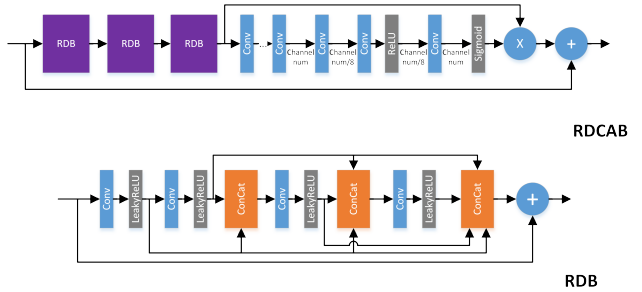 RDB
RDB
RDB
Conv
...
Conv
Channel
num
Conv
Channel
num/8
Conv
ReLU
Channel
num/8
Conv
Channel
num
Sigmoid
X
+
RDCAB
Conv
LeakyReLU
Conv
LeakyReLU
ConCat
Conv
LeakyReLU
ConCat
Conv
LeakyReLU
ConCat
+
RDB